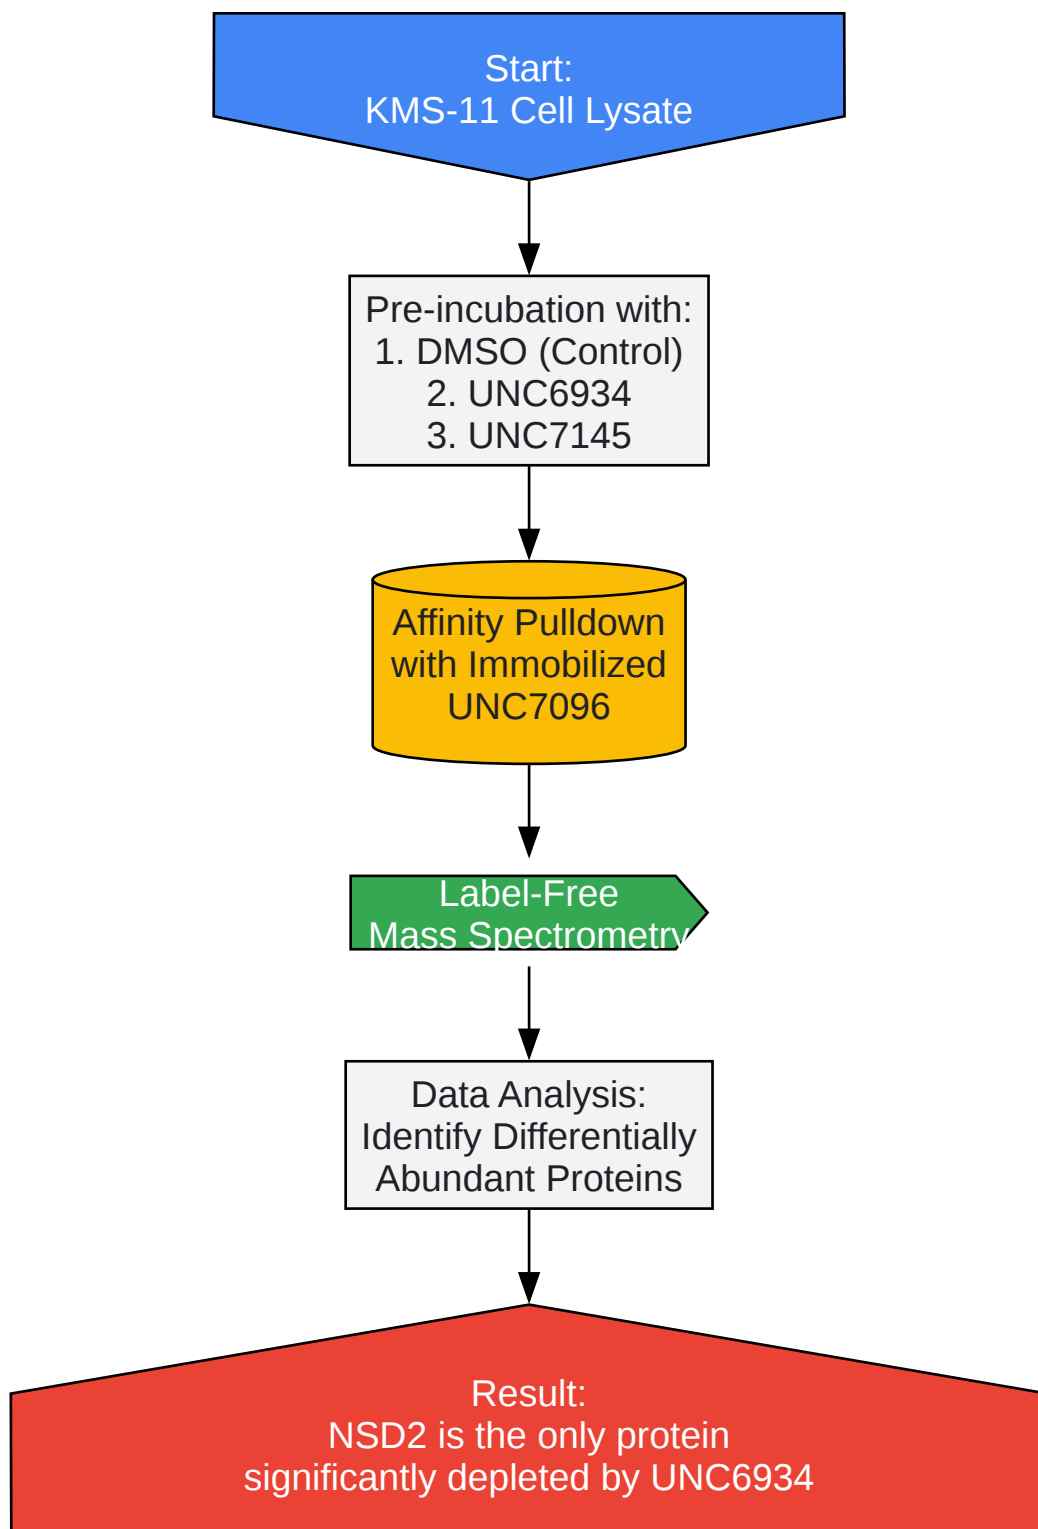 Start:
KMS-11 Cell Lysate
Pre-incubation with:
1. DMSO (Control)
2. UNC6934
3. UNC7145
Affinity Pulldown
with Immobilized
UNC7096
Label-Free
Mass Spectrometry
Data Analysis:
Identify Differentially
Abundant Proteins
Result:
NSD2 is the only protein
significantly depleted by UNC6934